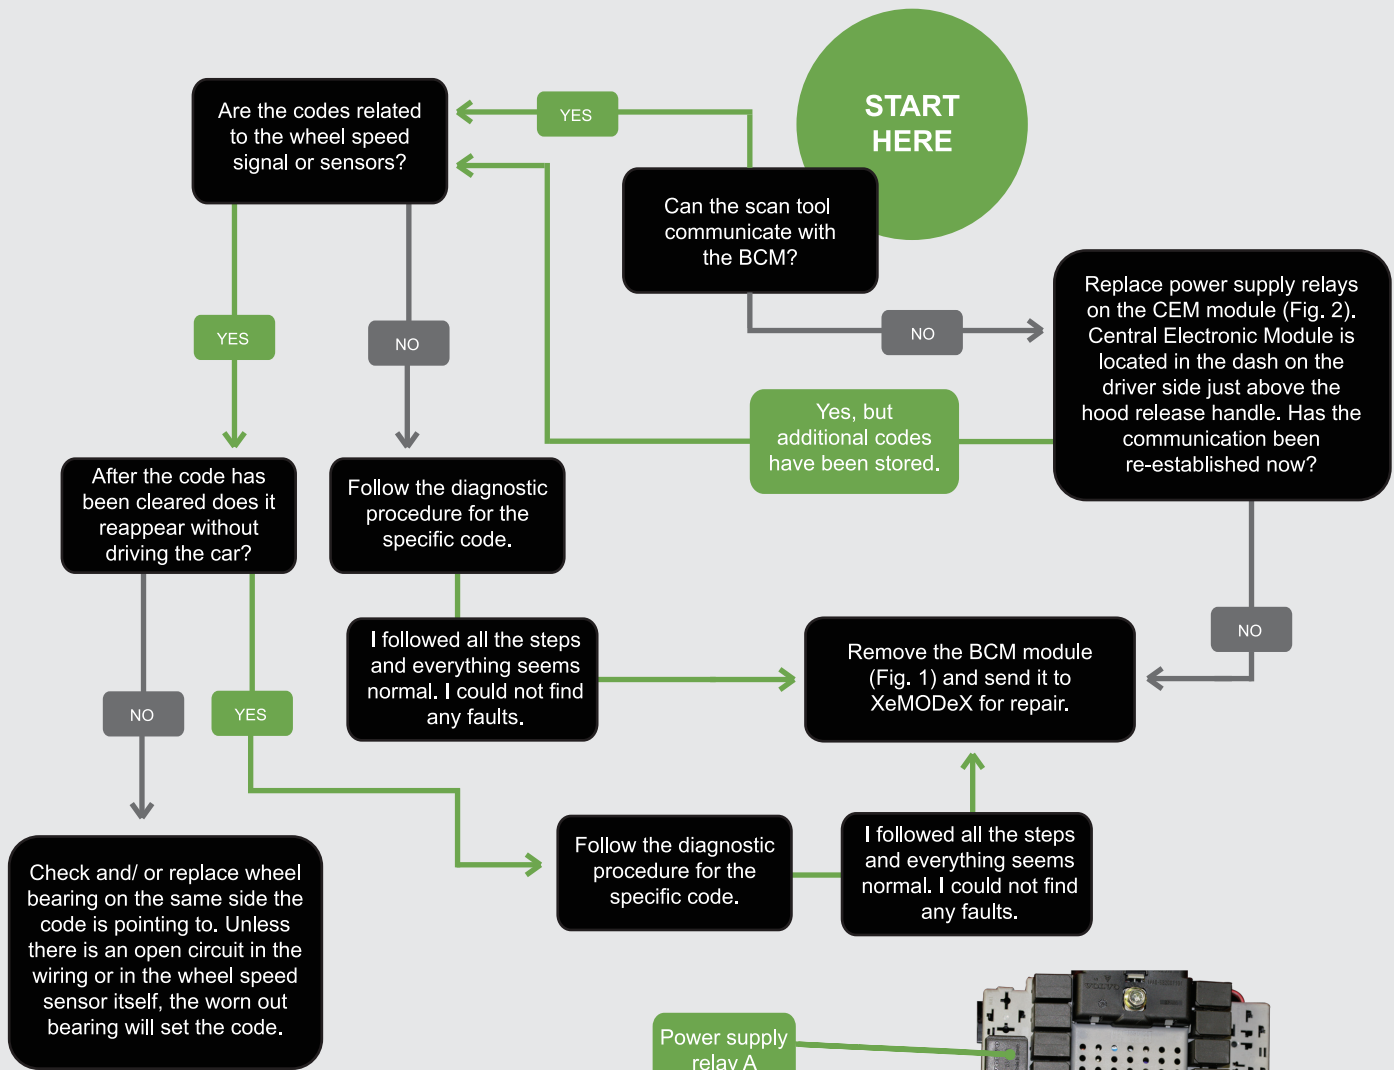 START
HERE
YES
Are the codes related
to the wheel speed
signal or sensors?
Can the scan tool
communicate with
the BCM?
Replace power supply relays
on the CEM module (Fig. 2).
Central Electronic Module is
located in the dash on the
driver side just above the
hood release handle. Has the
communication been
re-established now?
YES
NO
NO
Yes, but
additional codes
have been stored.
After the code has
been cleared does it
reappear without
driving the car?
Follow the diagnostic
procedure for the
specific code.
NO
I followed all the steps
and everything seems
normal. I could not find
any faults.
Remove the BCM module
(Fig. 1) and send it to
XeMODeX for repair.
NO
YES
Check and/ or replace wheel
bearing on the same side the
code is pointing to. Unless
there is an open circuit in the
wiring or in the wheel speed
sensor itself, the worn out
bearing will set the code.
Follow the diagnostic
procedure for the
specific code.
I followed all the steps
and everything seems
normal. I could not find
any faults.
Power supply
relay A